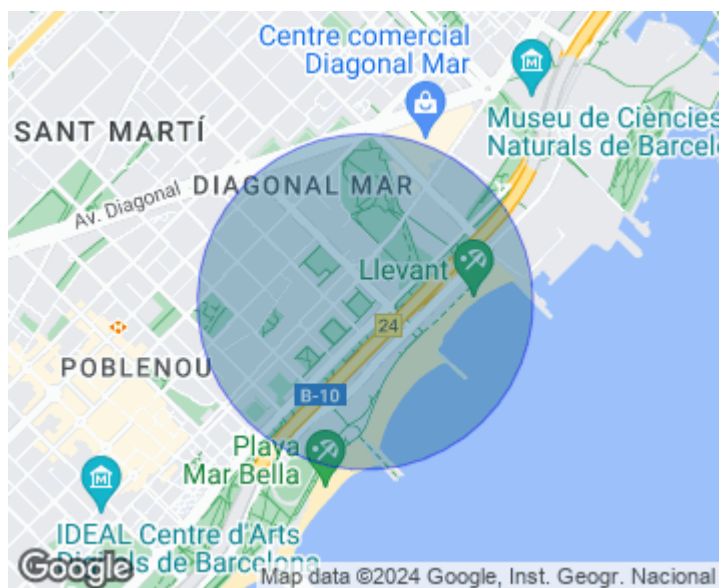 Centre comercial
Diagonal Mar
Museu de Ciències
Naturals de Barcel
SANT MARTÍ
DIAGONAL MAR
Av. Diagonal
Llevant
24
POBLENOU
B-10
Playa
Mar Bella
IDEAL Centre d'Arts
Digitals de Barcelona
Google
Map data ©2024 Google, Inst. Geogr. Nacional